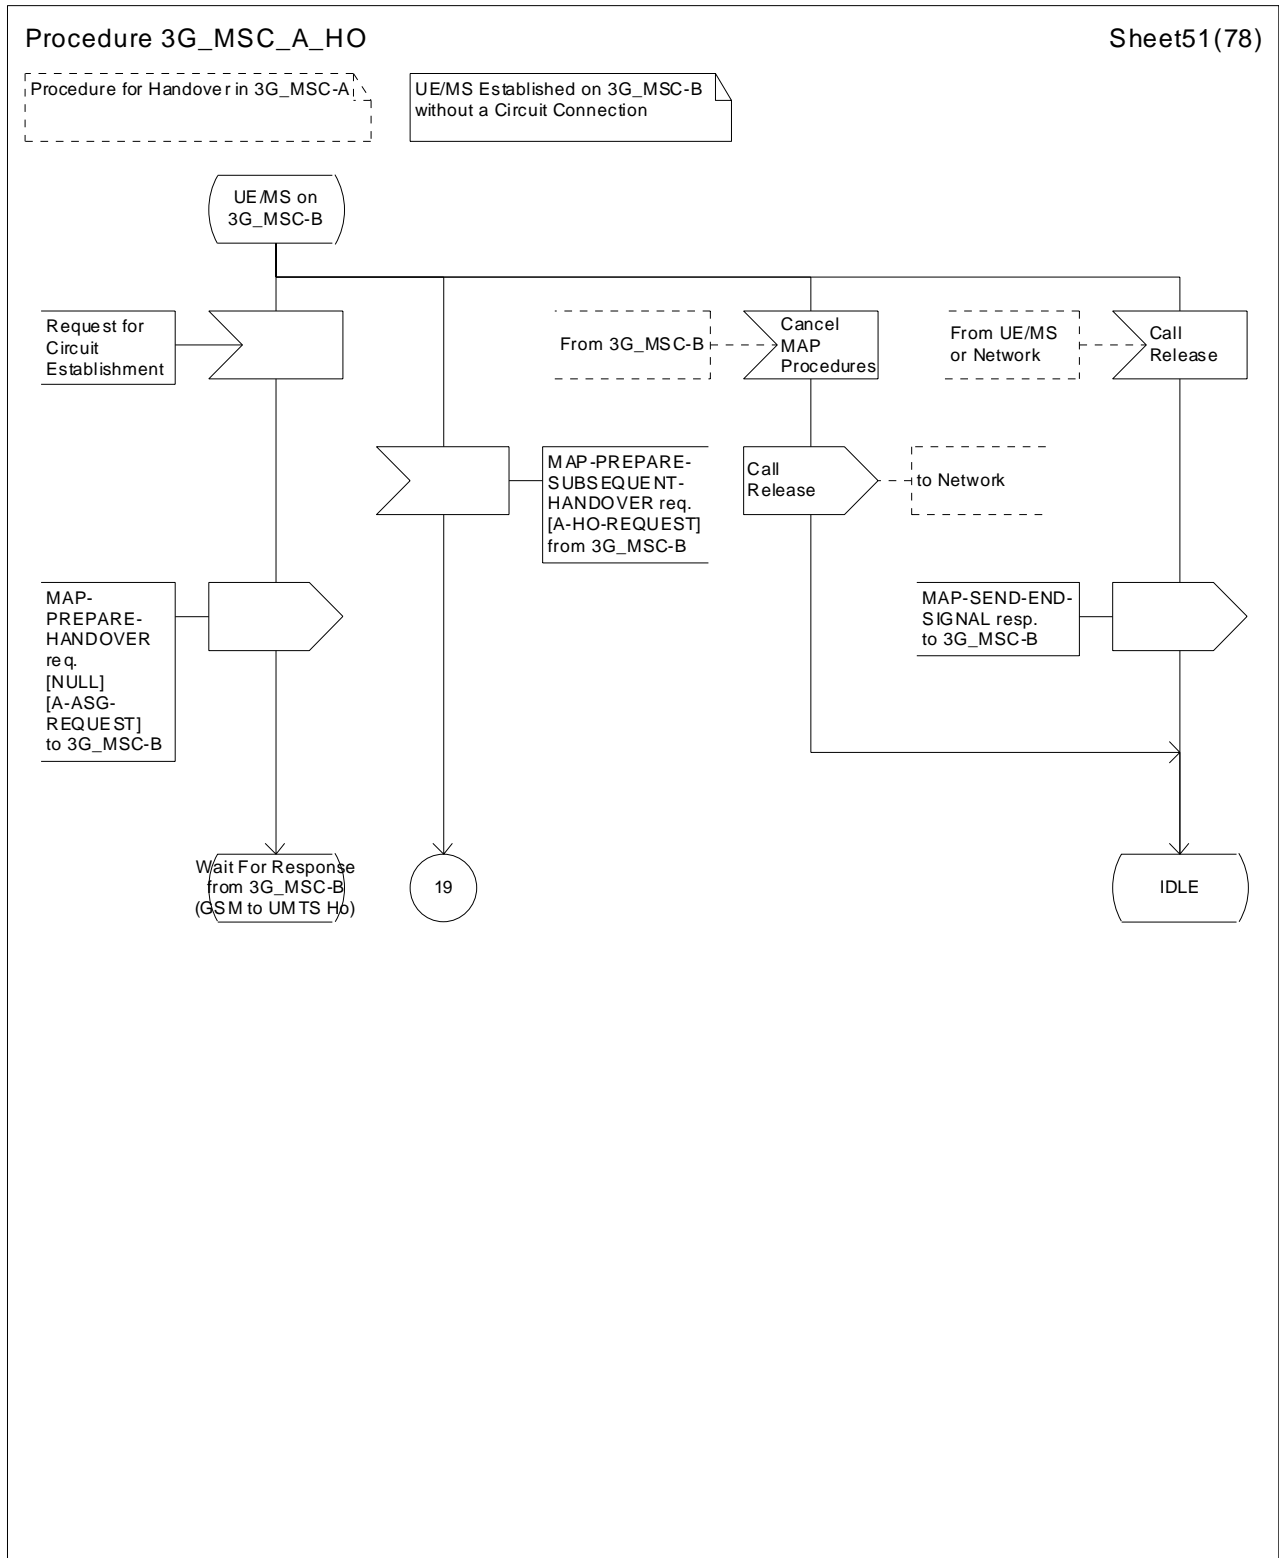 Procedure 3G_MSC_A_HO
Sheet51(78)
Procedure for Handover in 3G_MSC-A
UE/MS Established on 3G_MSC-B
without a Circuit Connection
UE/MS on
3G_MSC-B
Request for
Circuit
Establishment
From 3G_MSC-B
Cancel
MAP
Procedures
From UE/MS
or Network
Call
Release
MAP-PREPARE-
SUBSEQUENT-
HANDOVER req.
[A-HO-REQUEST]
from 3G_MSC-B
Call
Release
to Network
MAP-
PREPARE-
HANDOVER
req.
[NULL]
[A-ASG-
REQUEST]
to 3G_MSC-B
MAP-SEND-END-
SIGNAL resp.
to 3G_MSC-B
Wait For Response
from 3G_MSC-B
(GSM to UMTS Ho)
19
IDLE